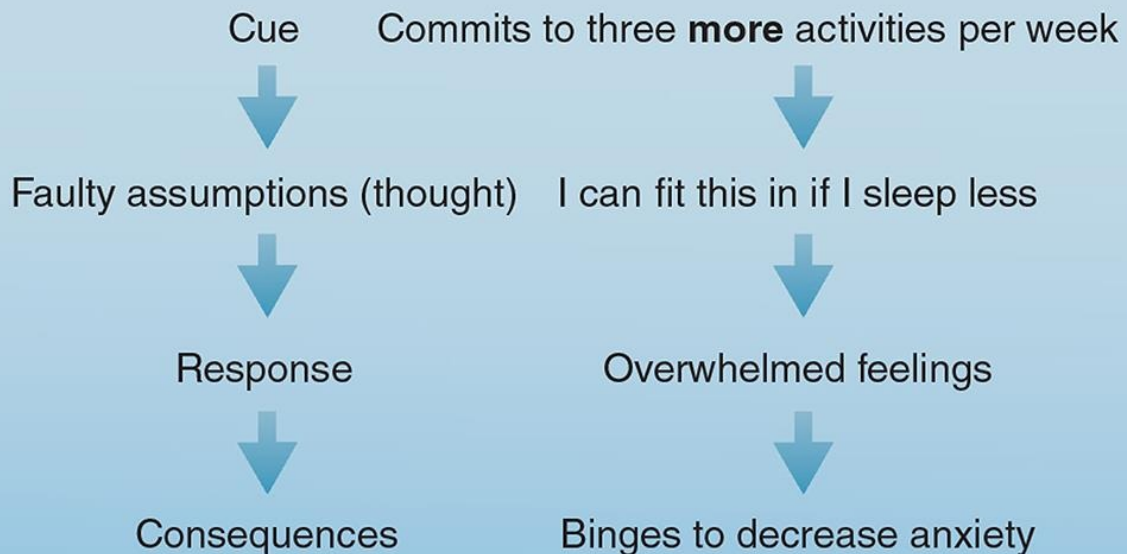 Cue Commits to three more activities per week
Faulty assumptions (thought) I can fit this in if I sleep less
Response Overwhelmed feelings
Consequences Binges to decrease anxiety